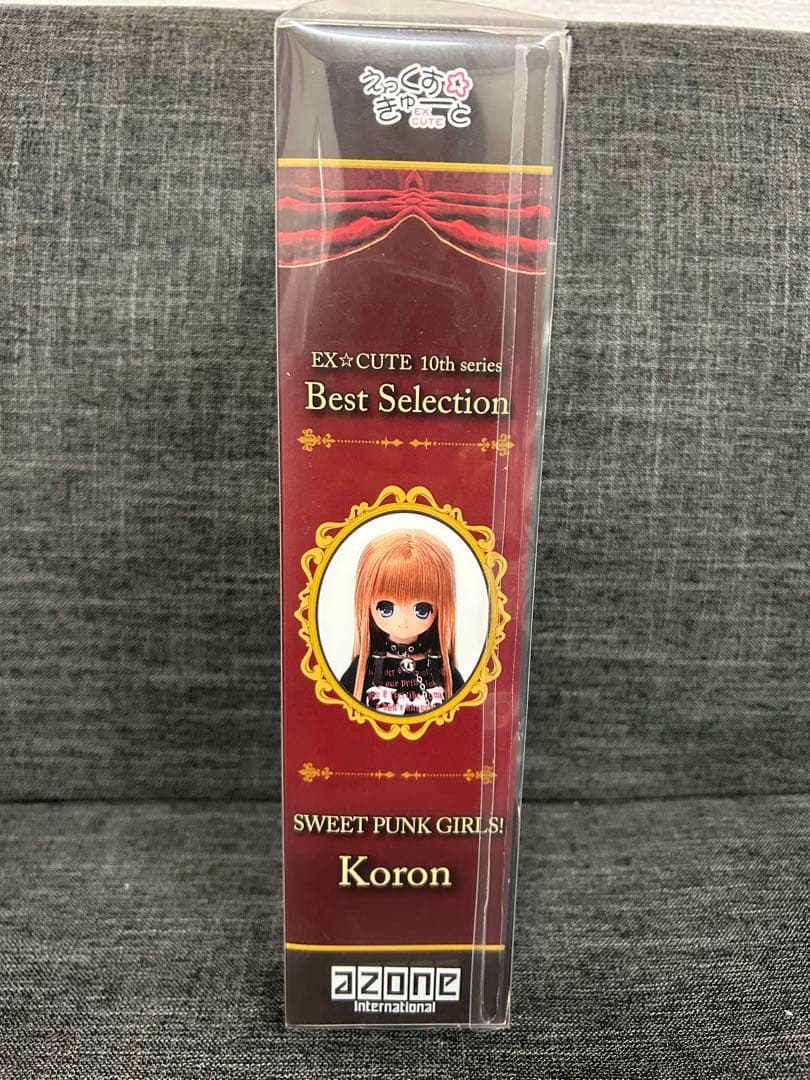 えっくす☆
きゅーと
EX
CUTE
EX☆CUTE 10th series
Best Selection
SWEET PUNK GIRLS!
Koron
azone
International